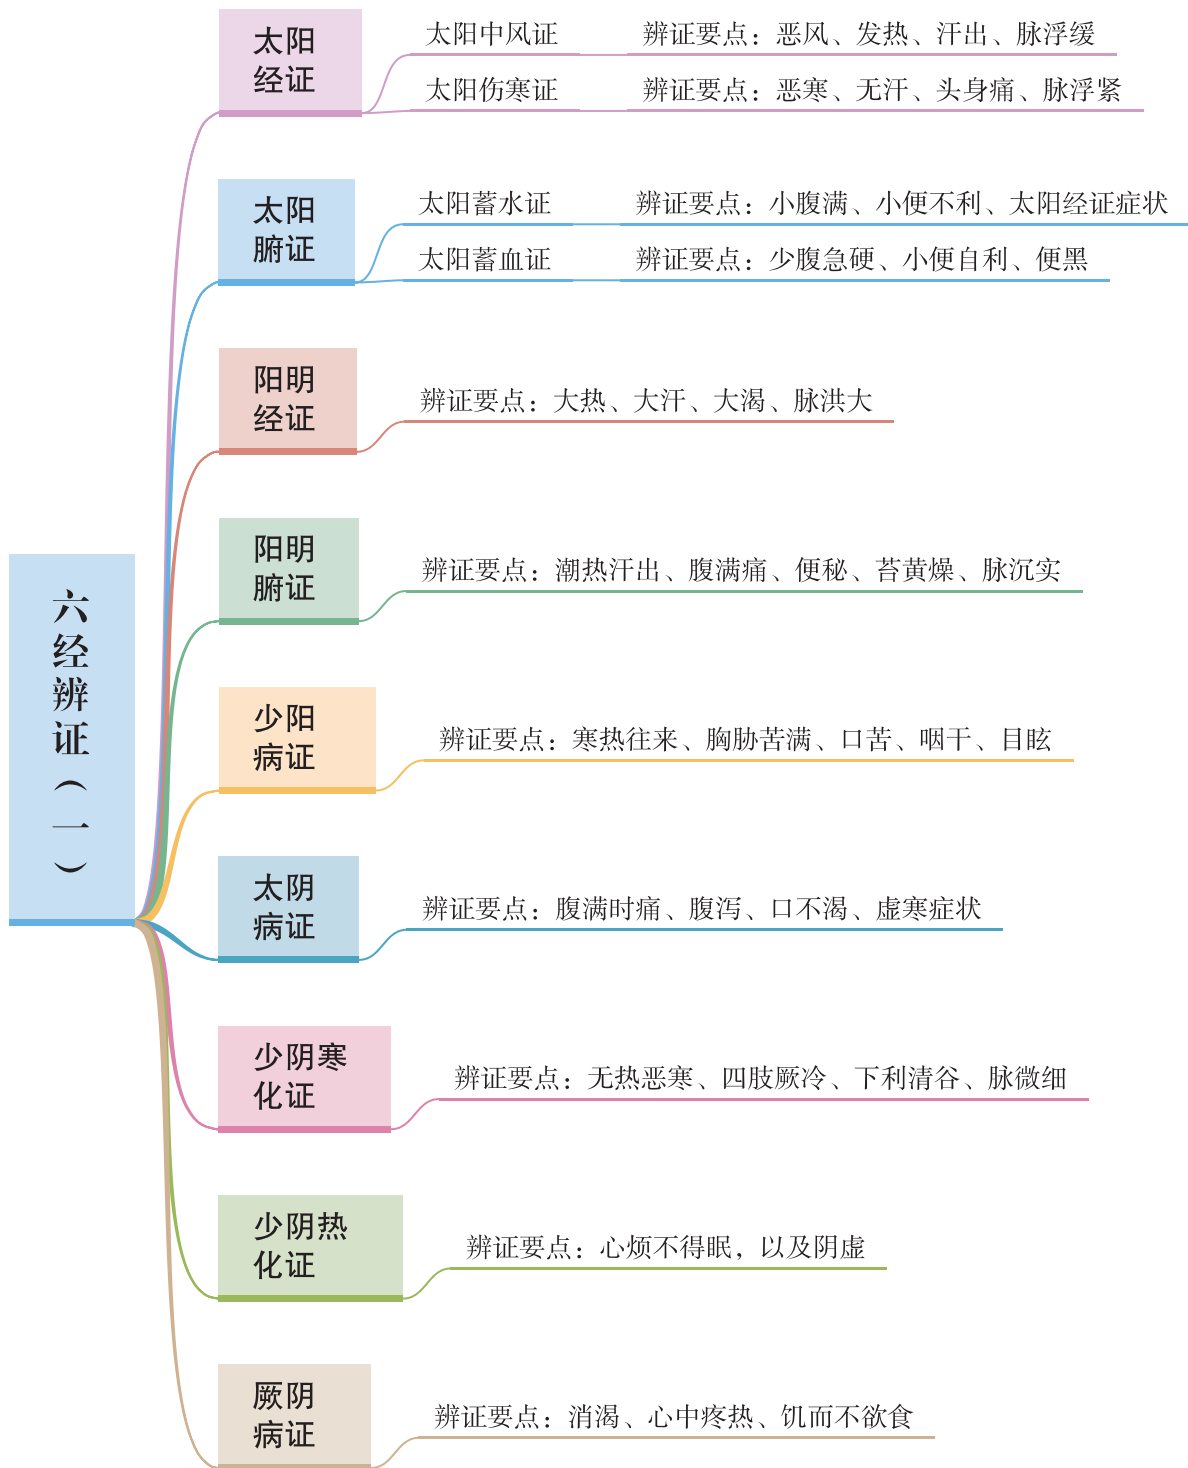 六经辨证（一）
太阳
经证
太阳中风证
辨证要点：恶风、发热、汗出、脉浮缓
太阳伤寒证
辨证要点：恶寒、无汗、头身痛、脉浮紧
太阳
腑证
太阳蓄水证
辨证要点：小腹满、小便不利、太阳经证症状
太阳蓄血证
辨证要点：少腹急硬、小便自利、便黑
阳明
经证
辨证要点：大热、大汗、大渴、脉洪大
阳明
腑证
辨证要点：潮热汗出、腹满痛、便秘、苔黄燥、脉沉实
少阳
病证
辨证要点：寒热往来、胸胁苦满、口苦、咽干、目眩
太阴
病证
辨证要点：腹满时痛、腹泻、口不渴、虚寒症状
少阴寒
化证
辨证要点：无热恶寒、四肢厥冷、下利清谷、脉微细
少阴热
化证
辨证要点：心烦不得眠，以及阴虚
厥阴
病证
辨证要点：消渴、心中疼热、饥而不欲食